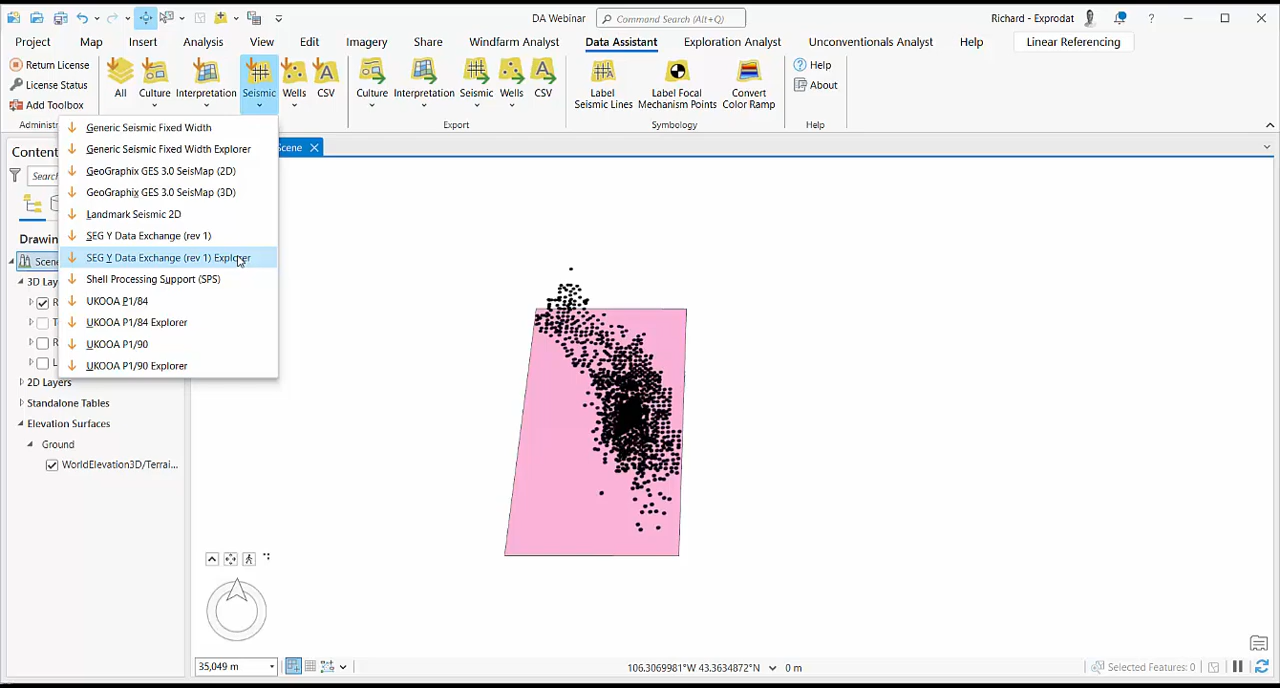 DA Webinar
Command Search (Alt+Q)
Richard - Exprodat
?
Project
Map
Insert
Analysis
View
Edit
Imagery
Share
Windfarm Analyst
Data Assistant
Exploration Analyst
Unconventionals Analyst
Help
Linear Referencing
Return License
License Status
Add Toolbox
All
Culture
Interpretation
Seismic
Wells
CSV
Culture
Interpretation
Seismic
Wells
CSV
Label
Seismic Lines
Label Focal
Mechanism Points
Convert
Color Ramp
Help
About
Administr
Export
Symbology
Help
Generic Seismic Fixed Width
Generic Seismic Fixed Width Explorer
GeoGraphix GES 3.0 SeisMap (2D)
GeoGraphix GES 3.0 SeisMap (3D)
Landmark Seismic 2D
SEG Y Data Exchange (rev 1)
SEG Y Data Exchange (rev 1) Explorer
Shell Processing Support (SPS)
UKOOA P1/84
UKOOA P1/84 Explorer
UKOOA P1/90
UKOOA P1/90 Explorer
Conten
Searc
Drawin
Scene
3D Lay
R
T
R
L
2D Layers
Standalone Tables
Elevation Surfaces
Ground
WorldElevation3D/Terrai...
cene
35,049 m
106.3069981°W 43.3634872°N
0 m
Selected Features: 0